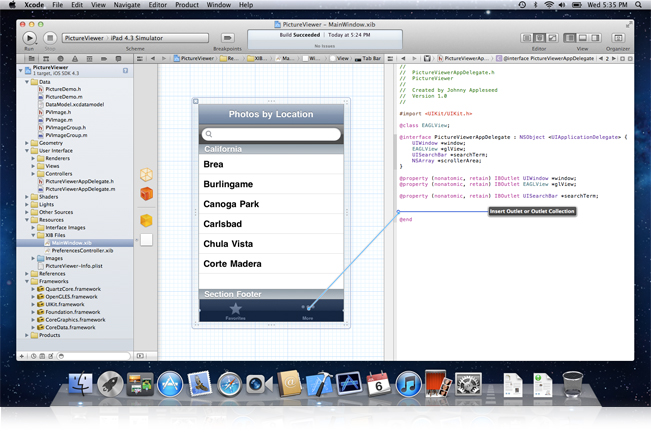 Xcode File Edit View Navigate Editor Product Window Help
Wed 5:35 PM
PictureViewer — MainWindow.xib
PictureViewer iPad 4.3 Simulator
Build Succeeded Today at 5:24 PM
No Issues
Run Stop Scheme Breakpoints Editor View Organizer
PictureViewer XIB Wi View Tab Bar
PictureViewerAp @interface PictureViewerAppDelegate 2
PictureViewer
1 target, iOS SDK 4.3
Data
PictureDemo.h
PictureDemo.m
DataModel.xcdatamodel
PVImage.h
PVImage.m
PVImageGroup.h
PVImageGroup.m
Geometry
User Interface
Renderers
Views
Controllers
PictureViewerAppDelegate.h
PictureViewerAppDelegate.m
Shaders
Lights
Other Sources
Resources
Interface Images
XIB Files
MainWindow.xib
PreferencesController.xib
Images
PictureViewer-Info.plist
References
Frameworks
QuartzCore.framework
OpenGLES.framework
UIKit.framework
Foundation.framework
CoreGraphics.framework
CoreData.framework
Products
Photos by Location
California
Brea
Burlingame
Canoga Park
Carlsbad
Chula Vista
Corte Madera
Section Footer
Favorites More
//
// PictureViewerAppDelegate.h
// PictureViewer
//
// Created by Johnny Appleseed
// Version 1.0
//
#import <UIKit/UIKit.h>
@class EAGLView;
@interface PictureViewerAppDelegate : NSObject <UIApplicationDelegate> {
UIWindow *window;
EAGLView *glView;
UISearchBar *searchTerm;
NSArray *scrollerArea;
}
@property (nonatomic, retain) IBOutlet UIWindow *window;
@property (nonatomic, retain) IBOutlet EAGLView *glView;
@property (nonatomic, retain) IBOutlet UISearchBar *searchTerm;
Insert Outlet or Outlet Collection
@end
6